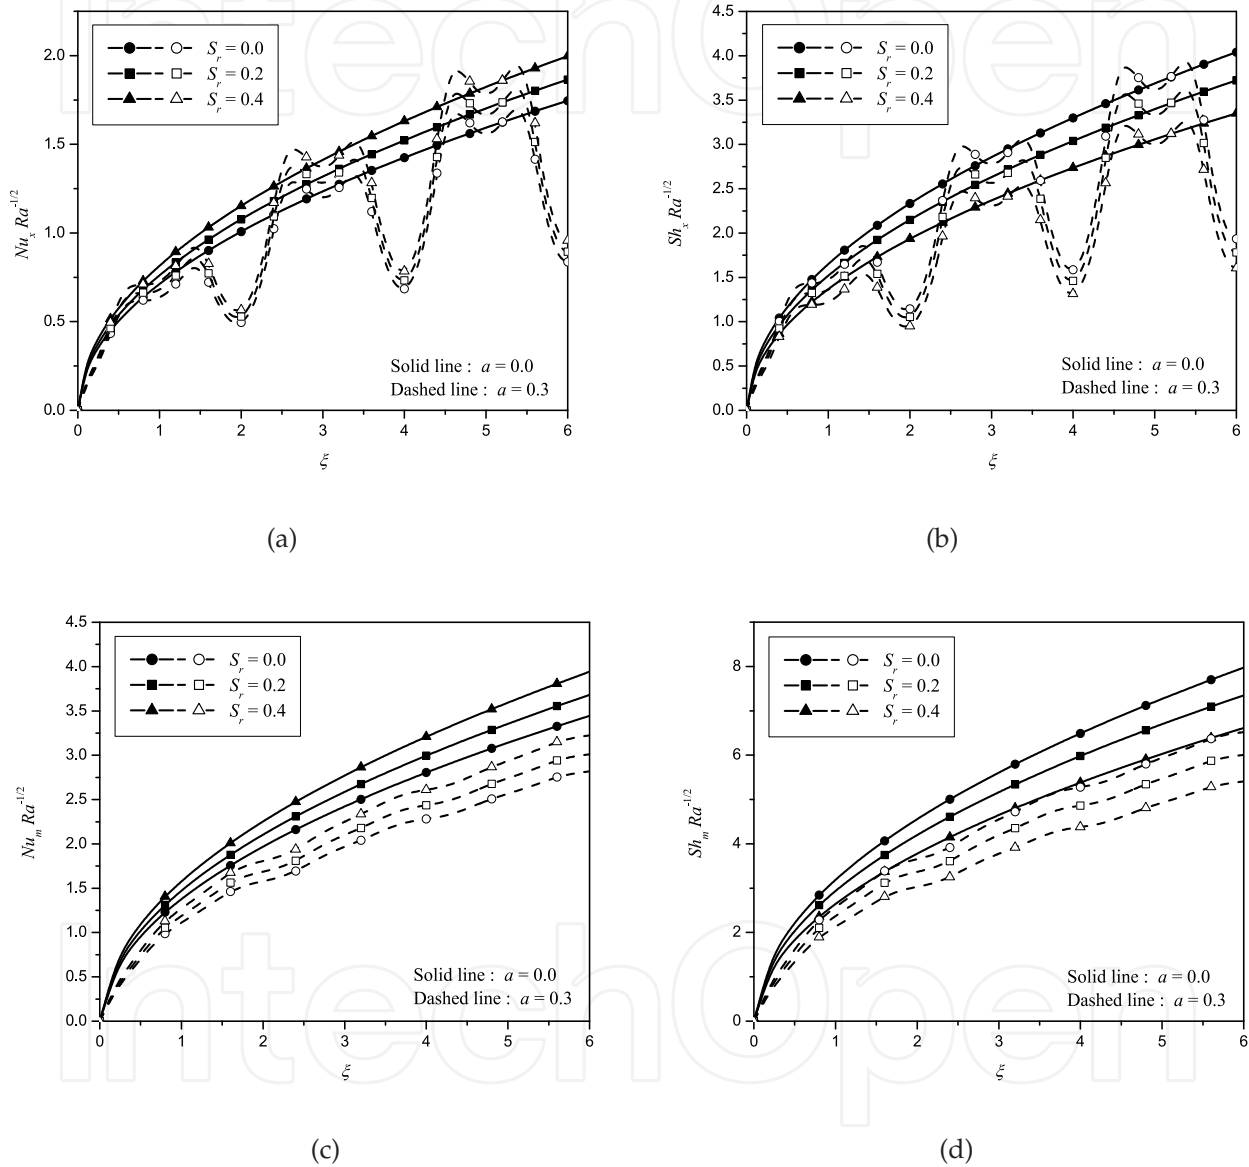 2.0
1.5
1.0
0.5
0.0
Nu_x Ra^{-1/2}
S_r = 0.0
S_r = 0.2
S_r = 0.4
Solid line : a = 0.0
Dashed line : a = 0.3
0 1 2 3 4 5 6
ξ
(a)
4.5
4.0
3.5
3.0
2.5
2.0
1.5
1.0
0.5
0.0
Sh_x Ra^{-1/2}
S_r = 0.0
S_r = 0.2
S_r = 0.4
Solid line : a = 0.0
Dashed line : a = 0.3
0 1 2 3 4 5 6
ξ
(b)
4.5
4.0
3.5
3.0
2.5
2.0
1.5
1.0
0.5
0.0
Nu_m Ra^{-1/2}
S_r = 0.0
S_r = 0.2
S_r = 0.4
Solid line : a = 0.0
Dashed line : a = 0.3
0 1 2 3 4 5 6
ξ
(c)
8
6
4
2
0
Sh_m Ra^{-1/2}
S_r = 0.0
S_r = 0.2
S_r = 0.4
Solid line : a = 0.0
Dashed line : a = 0.3
0 1 2 3 4 5 6
ξ
(d)
intechopen
intechopen